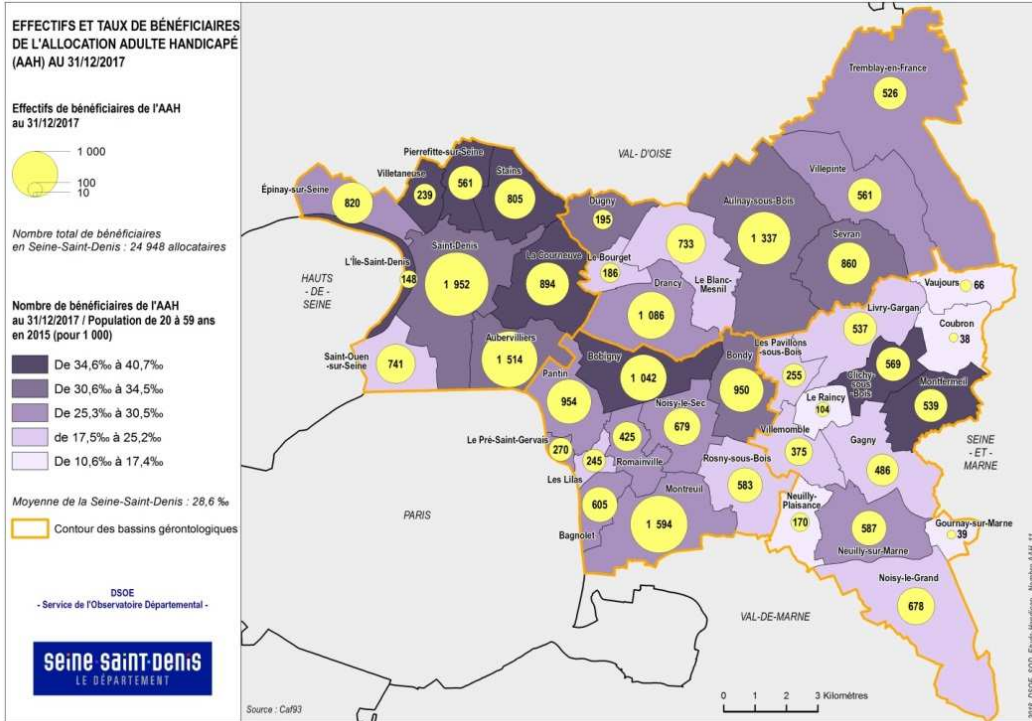 EFFECTIFS ET TAUX DE BÉNÉFICIAIRES
DE L'ALLOCATION ADULTE HANDICAPÉ
(AAH) AU 31/12/2017
Effectifs de bénéficiaires de l'AAH
au 31/12/2017
1 000
100
10
Nombre total de bénéficiaires
en Seine-Saint-Denis : 24 948 allocataires
Nombre de bénéficiaires de l'AAH
au 31/12/2017 / Population de 20 à 59 ans
en 2015 (pour 1 000)
De 34,6‰ à 40,7‰
De 30,6‰ à 34,5‰
De 25,3‰ à 30,5‰
de 17,5‰ à 25,2‰
De 10,6‰ à 17,4‰
Moyenne de la Seine-Saint-Denis : 28,6 ‰
Contour des bassins gérontologiques
DSOE
- Service de l'Observatoire Départemental -
seine-saint-denis
LE DÉPARTEMENT
Tremblay-en-France
526
VAL- D'OISE
Pierrefitte-sur-Seine
561
Villetaneuse
239
Stains
805
Épinay-sur-Seine
820
Villepinte
561
Dugny
195
Aulnay-sous-Bois
1 337
Sevran
860
Saint-Denis
1 952
L'Île-Saint-Denis
148
La Courneuve
894
Le Bourget
186
733
Le Blanc-
Mesnil
Drancy
1 086
HAUTS
- DE -
SEINE
Vaujours
66
Coubron
38
Livry-Gargan
537
Saint-Ouen
-sur-Seine
741
Aubervilliers
1 514
Bobigny
1 042
Bondy
950
Les Pavillons
-sous-Bois
255
Clichy-
sous-
Bois
569
Montfermeil
539
Le Raincy
104
Pantin
954
Noisy-le-Sec
679
Le Pré-Saint-Gervais
270
425
Romainville
245
Les Lilas
Villemomble
375
Gagny
486
SEINE
- ET -
MARNE
Rosny-sous-Bois
583
605
Bagnolet
Montreuil
1 594
Neuilly-
Plaisance
170
587
Neuilly-sur-Marne
Gournay-sur-Marne
39
PARIS
VAL-DE-MARNE
Noisy-le-Grand
678
0 1 2 3 Kilomètres
Source : Caf93